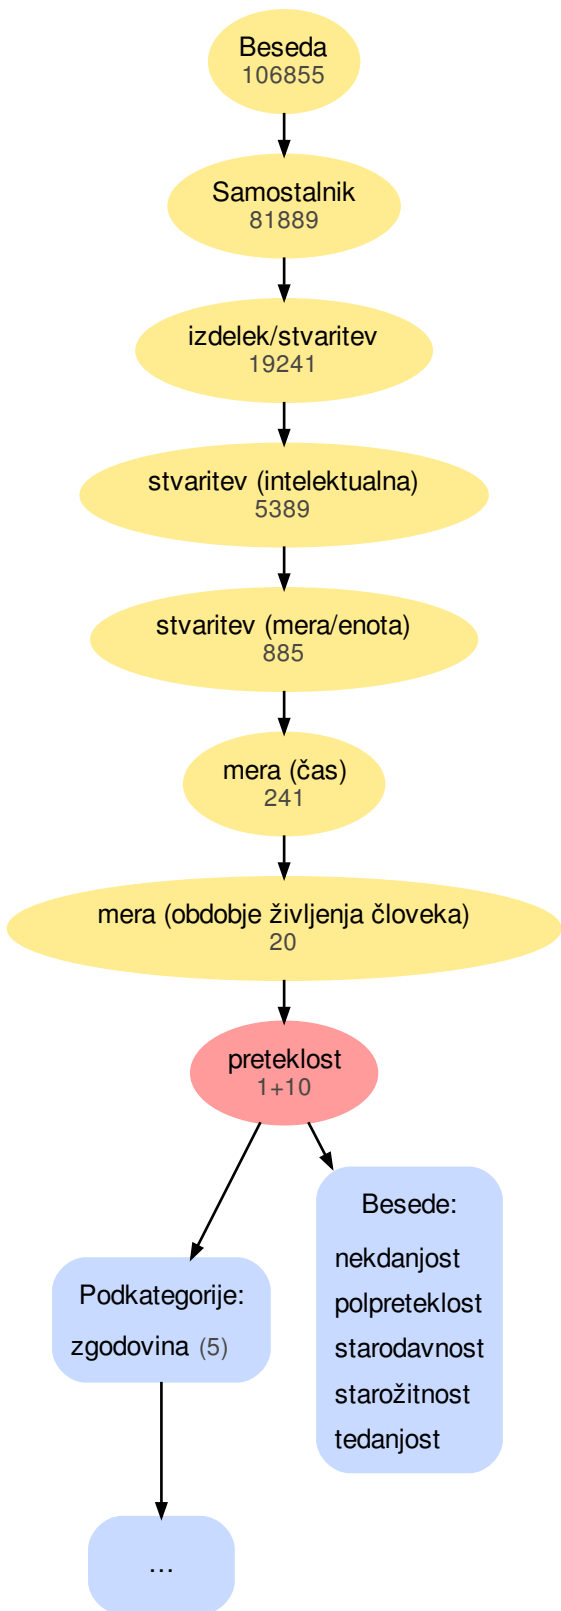 Beseda
106855
Samostalnik
81889
izdelek/stvaritev
19241
stvaritev (intelektualna)
5389
stvaritev (mera/enota)
885
mera (čas)
241
mera (obdobje življenja človeka)
20
preteklost
1+10
Podkategorije:
zgodovina (5)
...
Besede:
nekdanjost
polpreteklost
starodavnost
starožitnost
tedanjost